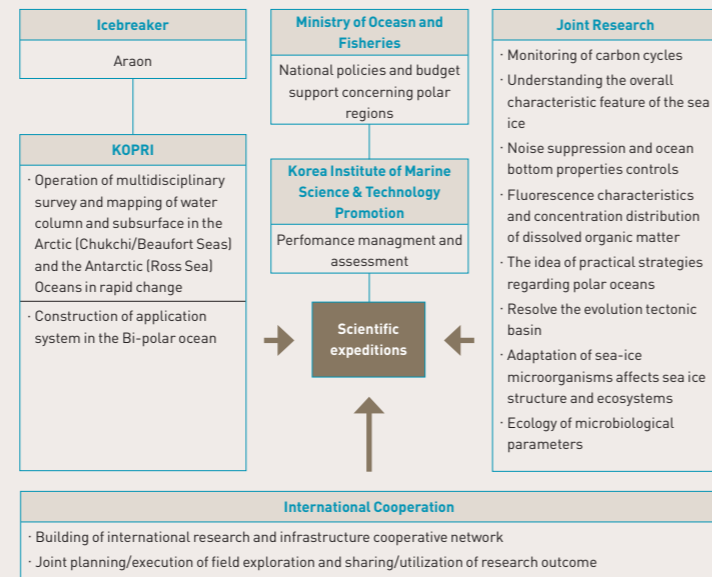 Icebreaker
Araon
KOPRI
· Operation of multidisciplinary
survey and mapping of water
column and subsurface in the
Arctic (Chukchi/Beaufort Seas)
and the Antarctic (Ross Sea)
Oceans in rapid change
· Construction of application
system in the Bi-polar ocean
Ministry of Oceasn and
Fisheries
National policies and budget
support concerning polar
regions
Korea Institute of Marine
Science & Technology
Promotion
Perfomance managment and
assessment
Scientific
expeditions
Joint Research
· Monitoring of carbon cycles
· Understanding the overall
characteristic feature of the sea
ice
· Noise suppression and ocean
bottom properties controls
· Fluorescence characteristics
and concentration distribution
of dissolved organic matter
· The idea of practical strategies
regarding polar oceans
· Resolve the evolution tectonic
basin
· Adaptation of sea-ice
microorganisms affects sea ice
structure and ecosystems
· Ecology of microbiological
parameters
International Cooperation
· Building of international research and infrastructure cooperative network
· Joint planning/execution of field exploration and sharing/utilization of research outcome